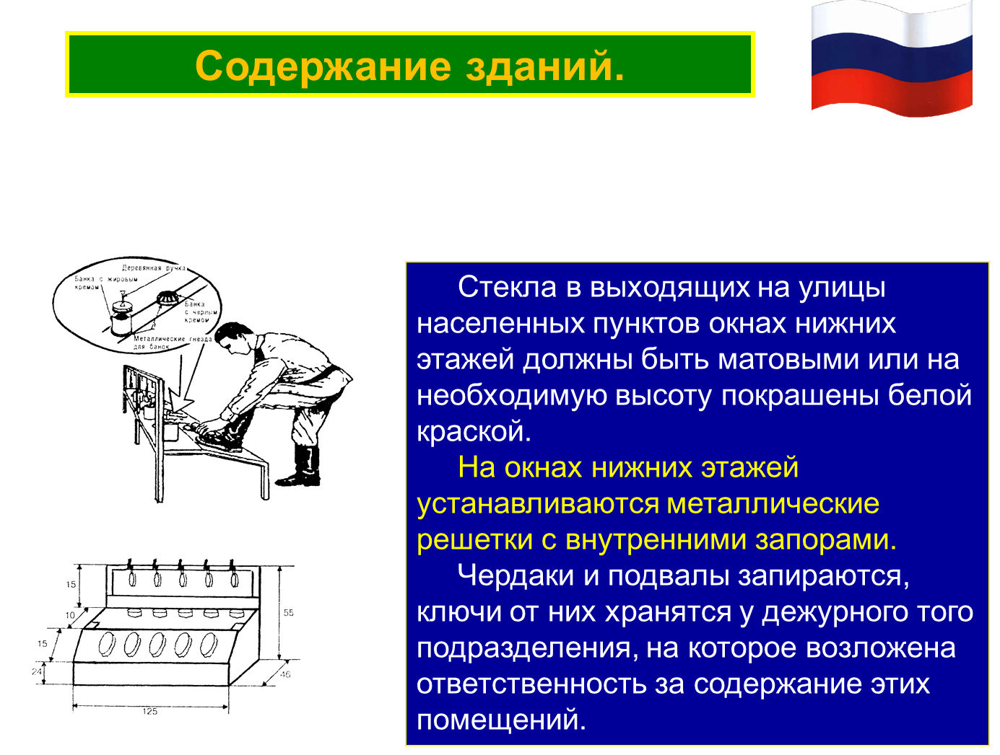 Содержание зданий.
Деревянная ручка
Банка с жировым
кремом
Банка
с черным
кремом
Металлические гнезда
для банок
Стекла в выходящих на улицы
населенных пунктов окнах нижних
этажей должны быть матовыми или на
необходимую высоту покрашены белой
краской.
На окнах нижних этажей
устанавливаются металлические
решетки с внутренними запорами.
Чердаки и подвалы запираются,
ключи от них хранятся у дежурного того
подразделения, на которое возложена
ответственность за содержание этих
помещений.
15
10
55
15
24
46
125